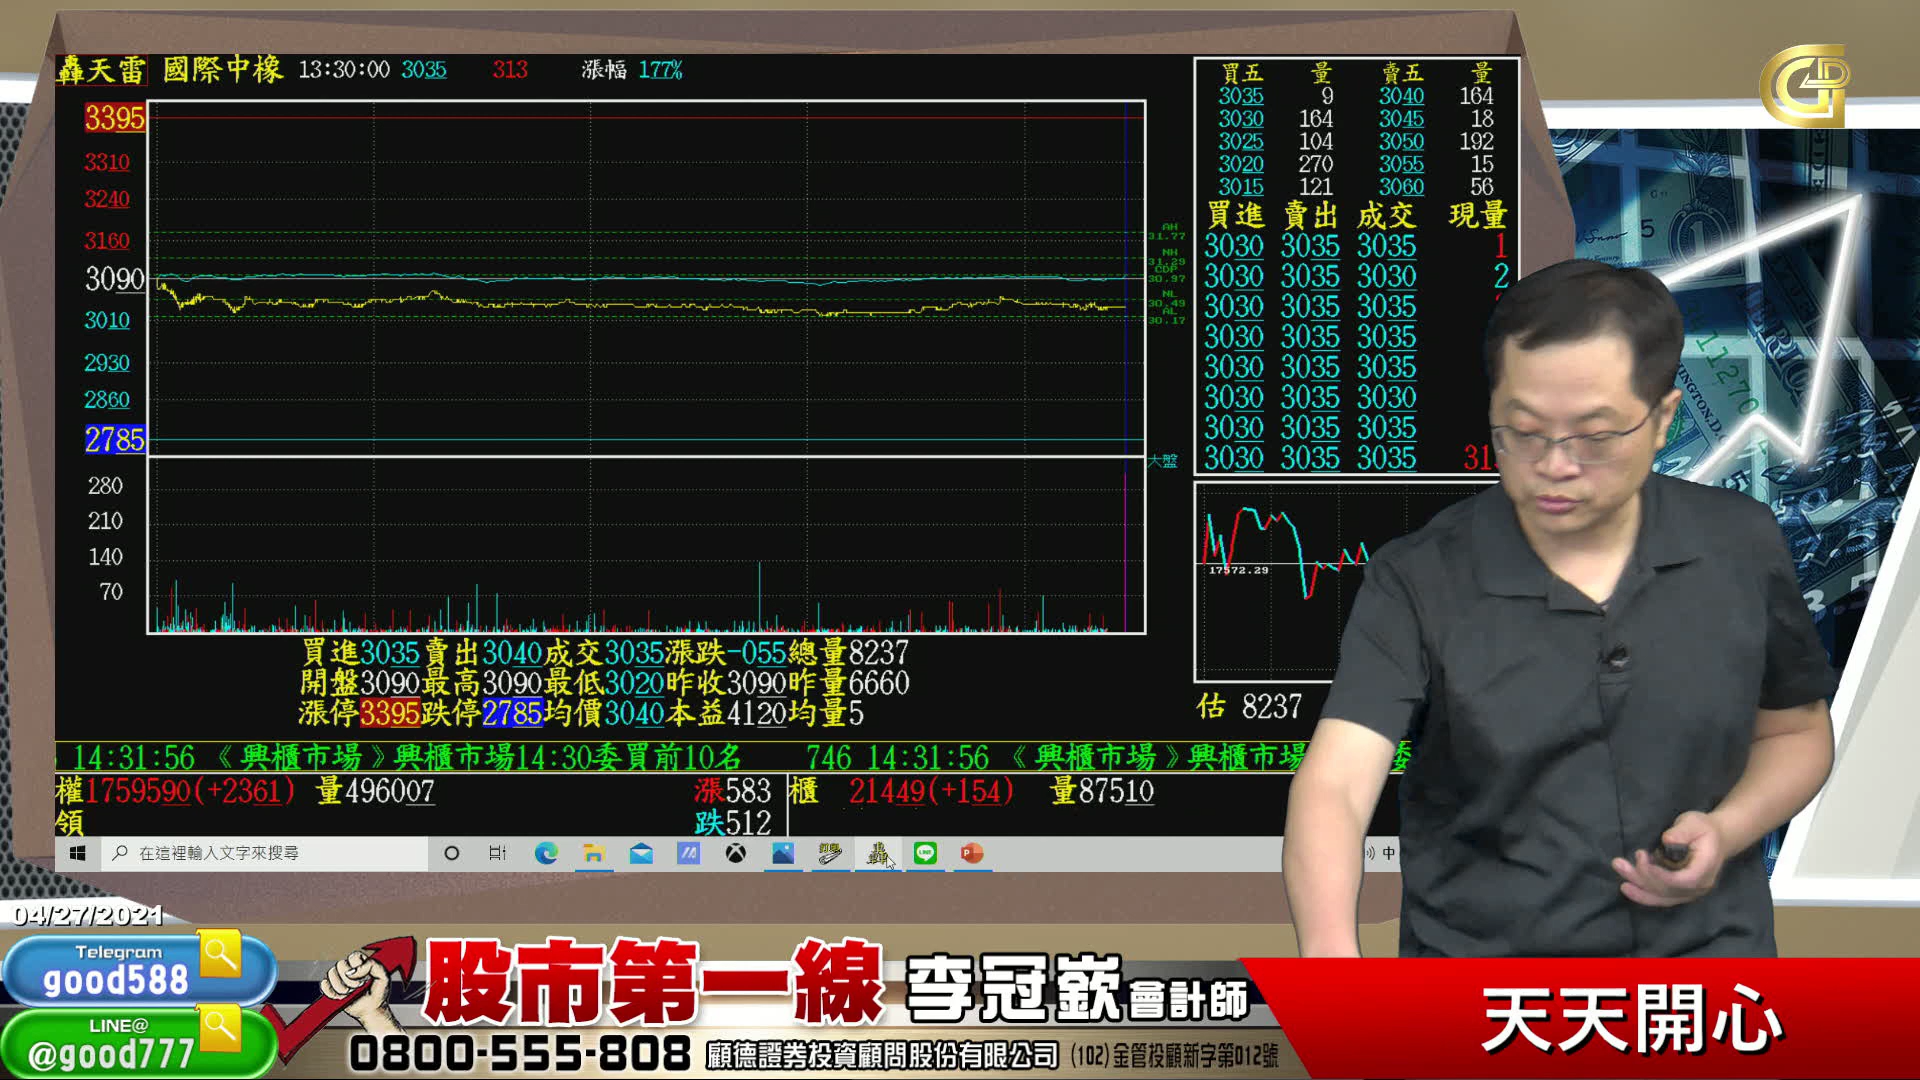 轟天雷 國際中橡 13:30:00 3035 313 漲幅 177%
3395
3310
3240
3160
3090
3010
2930
2860
2785
280
210
140
70
AH
31.77
NH
31.29
CDP
30.97
NL
30.49
AL
30.17
大盤
買五 量 賣五 量
3035 9 3040 164
3030 164 3045 18
3025 104 3050 192
3020 270 3055 15
3015 121 3060 56
買進 賣出 成交 現量
3030 3035 3035 1
3030 3035 3030 2
3030 3035 3035
3030 3035 3035
3030 3035 3035
3030 3035 3030
3030 3035 3035
3030 3035 3035
17572.29
估 8237
買進3035賣出3040成交3035漲跌-055總量8237
開盤3090最高3090最低3020昨收3090昨量6660
漲停3395跌停2785均價3040本益4120均量5
14:31:56《興櫃市場》興櫃市場14:30委買前10名 746 14:31:56《興櫃市場》興櫃市場
權1759590(+2361) 量496007 漲583 櫃 21449(+154) 量87510
領 跌512
在這裡輸入文字來搜尋
中
04/27/2021
Telegram
good588
LINE@
@good777
股市第一線 李冠嶔會計師
0800-555-808 顧德證券投資顧問股份有限公司 (102)金管投顧新字第012號
天天開心